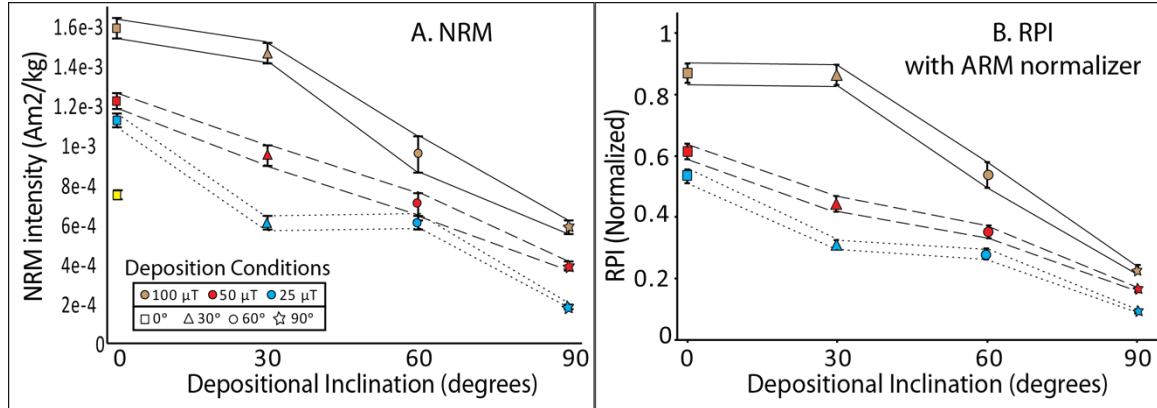 A. NRM
NRM intensity (Am2/kg)
1.6e-3
1.4e-3
1.2e-3
1e-3
8e-4
6e-4
4e-4
2e-4
0
Deposition Conditions
100 µT 50 µT 25 µT
0° 30° 60° 90°
0 30 60 90
Depositional Inclination (degrees)
B. RPI
with ARM normalizer
RPI (Normalized)
1
0.8
0.6
0.4
0.2
0
0 30 60 90
Depositional Inclination (degrees)